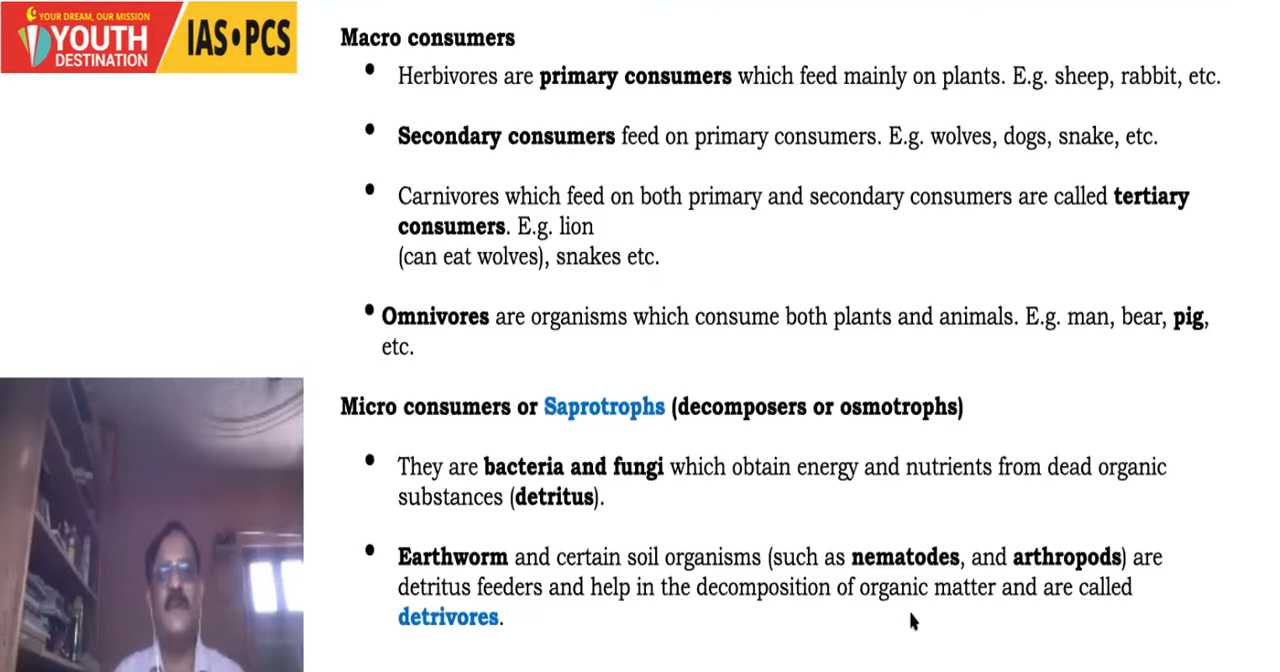 YOUR DREAM, OUR MISSION
YOUTH
DESTINATION
IAS•PCS
Macro consumers
• Herbivores are primary consumers which feed mainly on plants. E.g. sheep, rabbit, etc.
• Secondary consumers feed on primary consumers. E.g. wolves, dogs, snake, etc.
• Carnivores which feed on both primary and secondary consumers are called tertiary
consumers. E.g. lion
(can eat wolves), snakes etc.
• Omnivores are organisms which consume both plants and animals. E.g. man, bear, pig,
etc.
Micro consumers or Saprotrophs (decomposers or osmotrophs)
• They are bacteria and fungi which obtain energy and nutrients from dead organic
substances (detritus).
• Earthworm and certain soil organisms (such as nematodes, and arthropods) are
detritus feeders and help in the decomposition of organic matter and are called
detrivores.